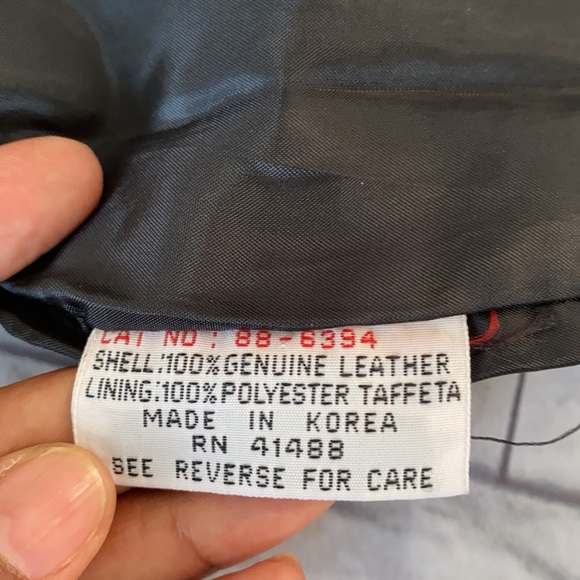 CAT NO : 88-6394
SHELL:100%GENUINE LEATHER
LINING:100%POLYESTER TAFFETA
MADE IN KOREA
RN 41488
SEE REVERSE FOR CARE